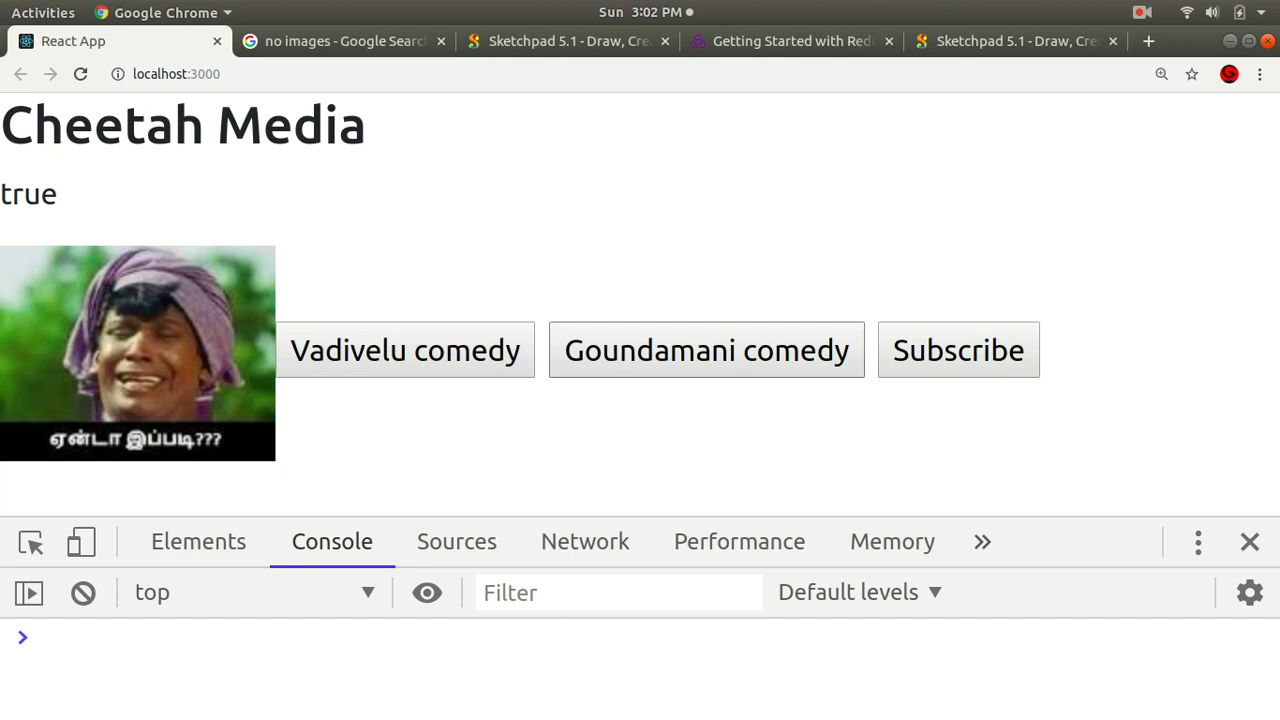 Activities Google Chrome Sun 3:02 PM
React App no images - Google Search Sketchpad 5.1 - Draw, Cre Getting Started with Redu Sketchpad 5.1 - Draw, Cre
localhost:3000
Cheetah Media
true
Vadivelu comedy Goundamani comedy Subscribe
ஏன்டா இப்படி???
Elements Console Sources Network Performance Memory »
top Filter Default levels
>